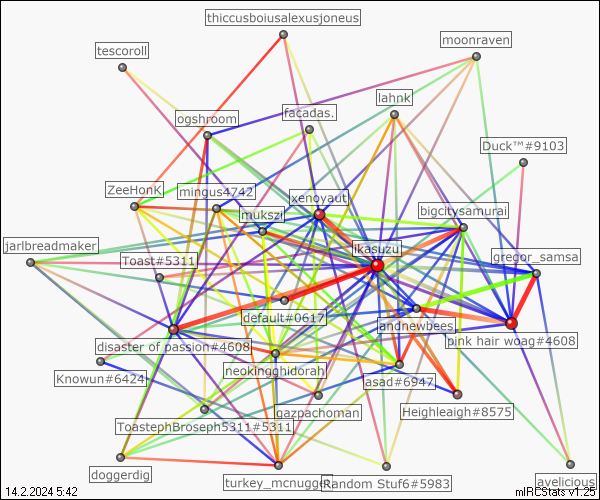 thiccusboiusalexusjoneus
moonraven
tescoroll
lahnk
facadas.
ogshroom
Duck™#9103
ZeeHonK
mingus4742
xenoyaut
mukszi
bigcitysamurai
jarlbreadmaker
ikasuzu
Toast#5311
gregor_samsa
default#0617
andnewbees
pink hair woag#4608
disaster of passion#4608
neokingghidorah
Knowun#6424
asad#6947
gazpachoman
Heighleaigh#8575
ToastephBroseph5311#5311
doggerdig
turkey_mcnugget
Random Stuf6#5983
avelicious
14.2.2024 5:42
mIRCStats v1.25